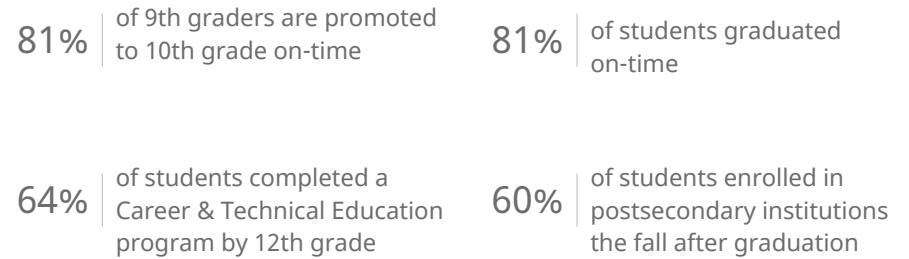 81%
of 9th graders are promoted
to 10th grade on-time
81%
of students graduated
on-time
64%
of students completed a
Career & Technical Education
program by 12th grade
60%
of students enrolled in
postsecondary institutions
the fall after graduation